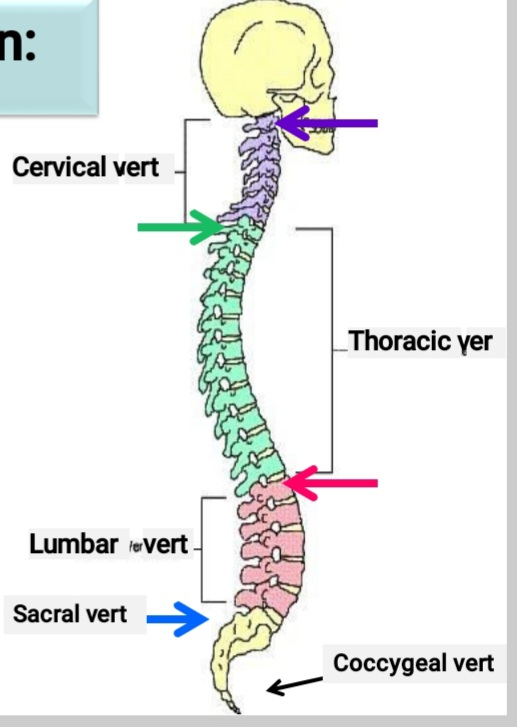 n:
Cervical vert
Thoracic ver
Lumbar vert
Sacral vert
Coccygeal vert